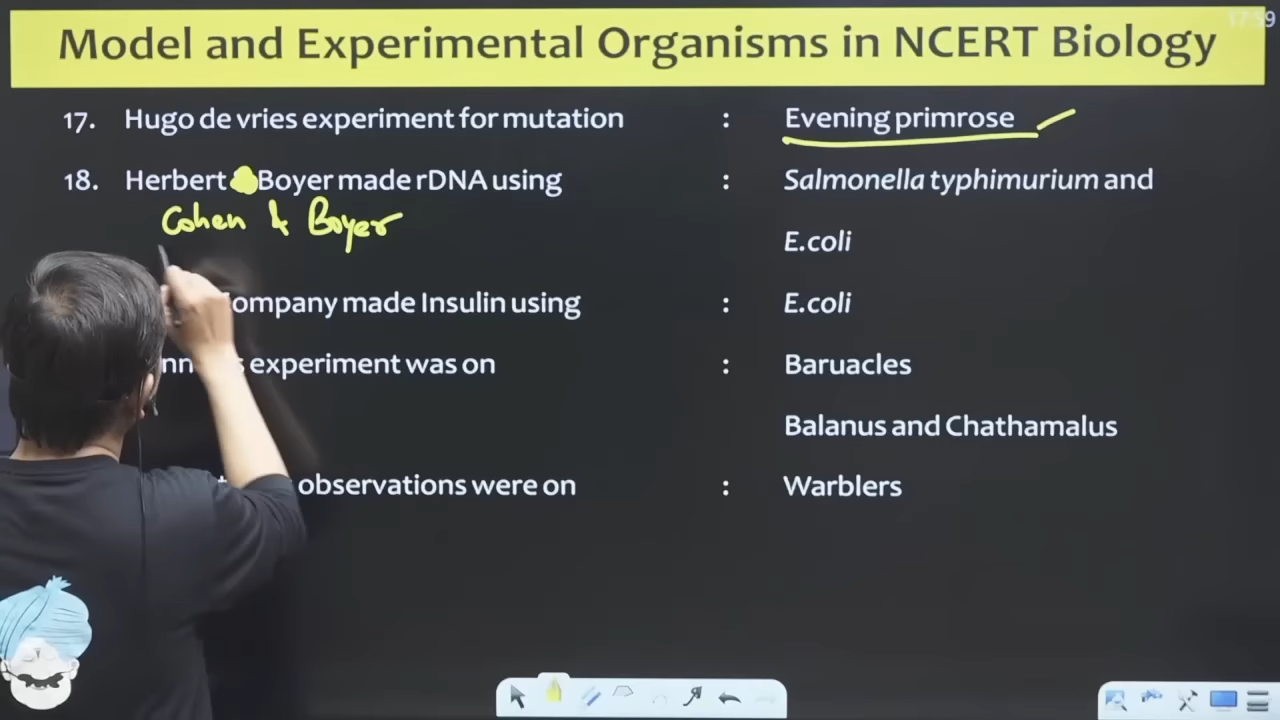 17:59
Model and Experimental Organisms in NCERT Biology
17. Hugo de vries experiment for mutation : Evening primrose
18. Herbert Boyer made rDNA using : Salmonella typhimurium and
Cohen & Boyer
E.coli
ompany made Insulin using : E.coli
experiment was on : Baruacles
Balanus and Chathamalus
observations were on : Warblers